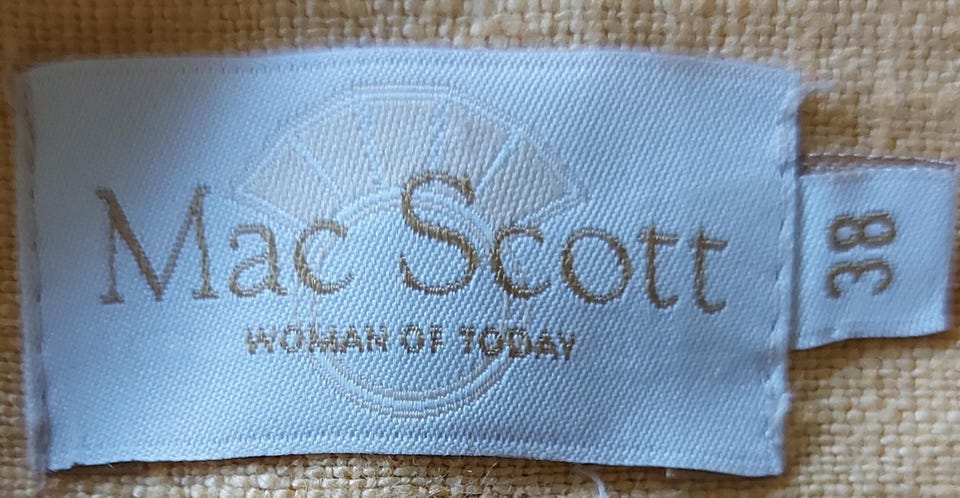 Mac Scott
WOMAN OF TODAY
38